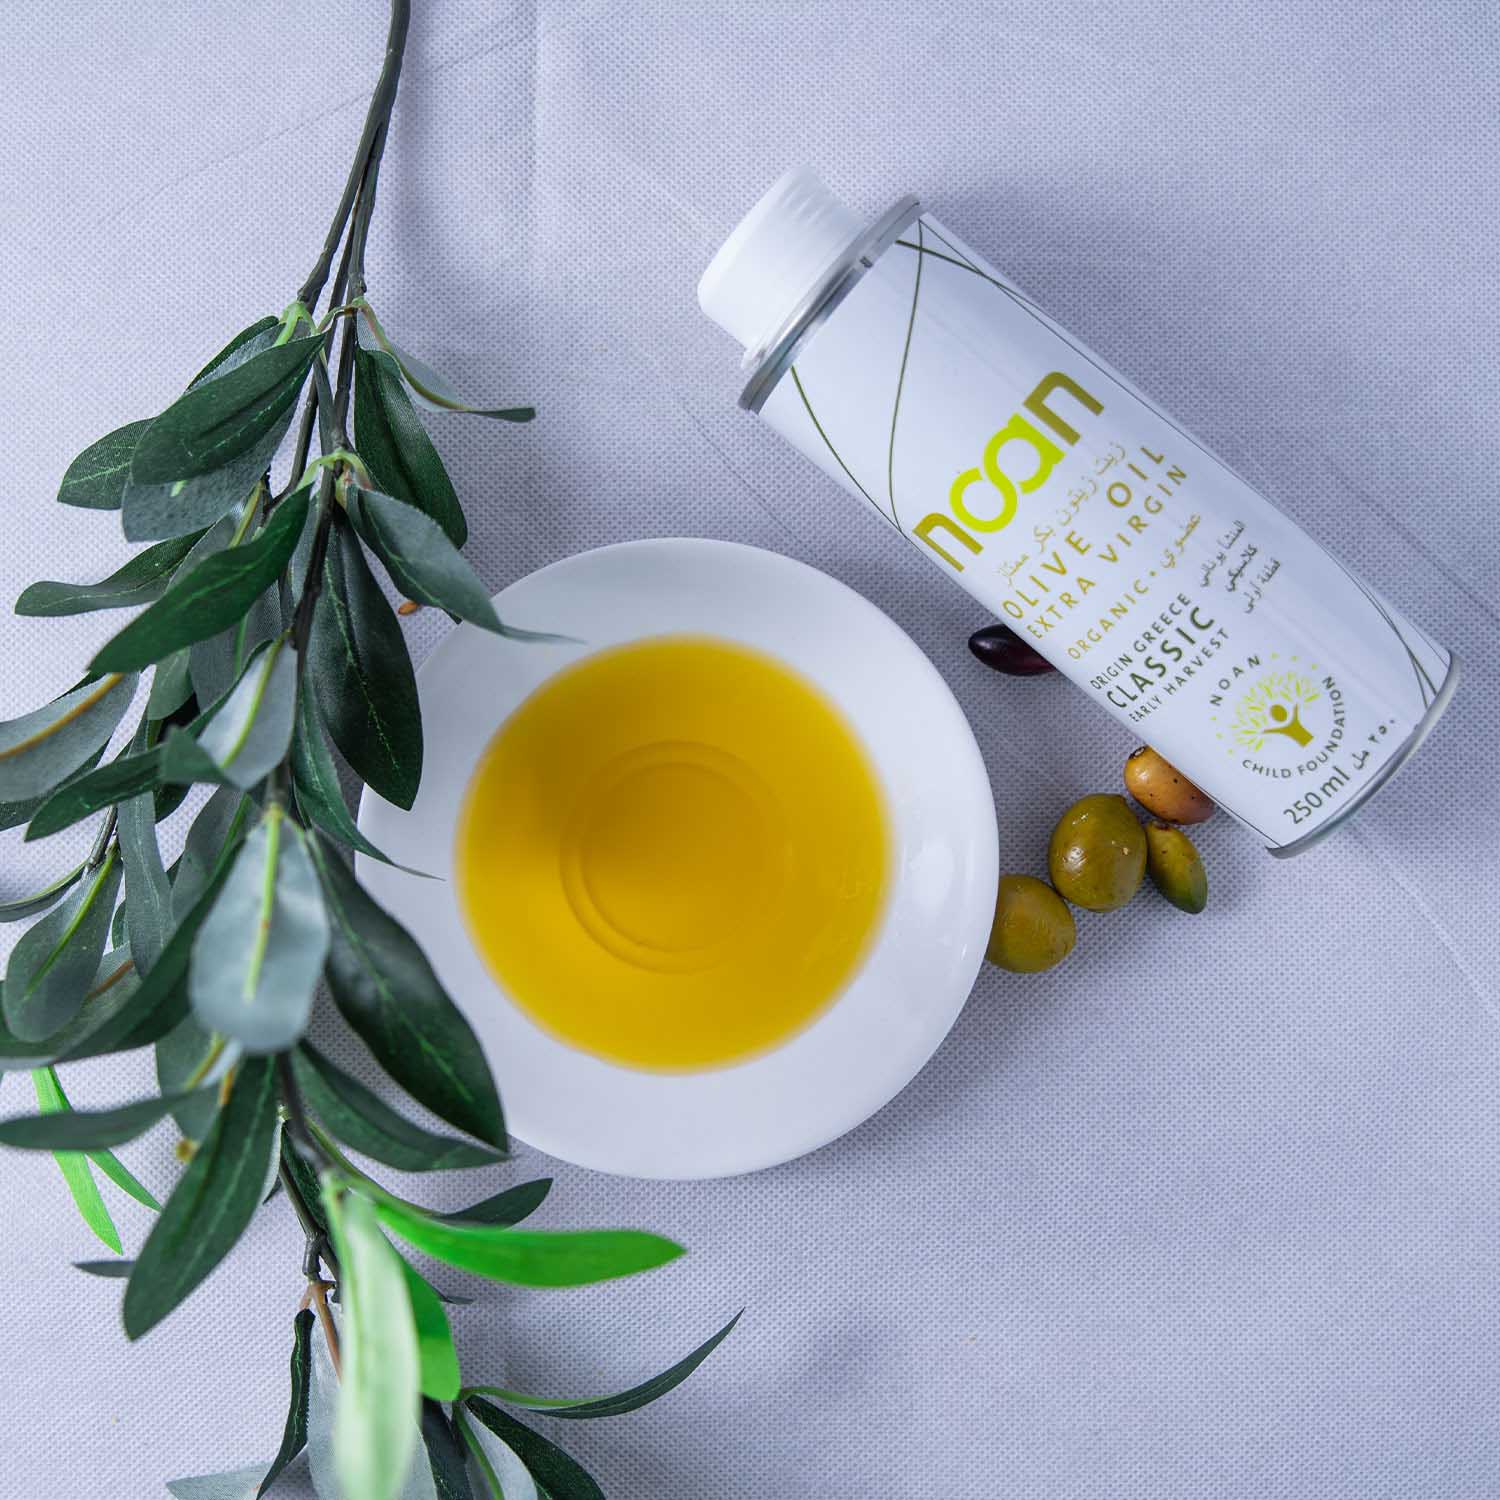 noan
زيت زيتون بكر ممتاز
OLIVE OIL
EXTRA VIRGIN
ORGANIC • عضوي
ORIGIN GREECE المنشأ يوناني
CLASSIC كلاسيكي
EARLY HARVEST قطفة أولى
NOAN
CHILD FOUNDATION
250 ml ٢٥٠ مل